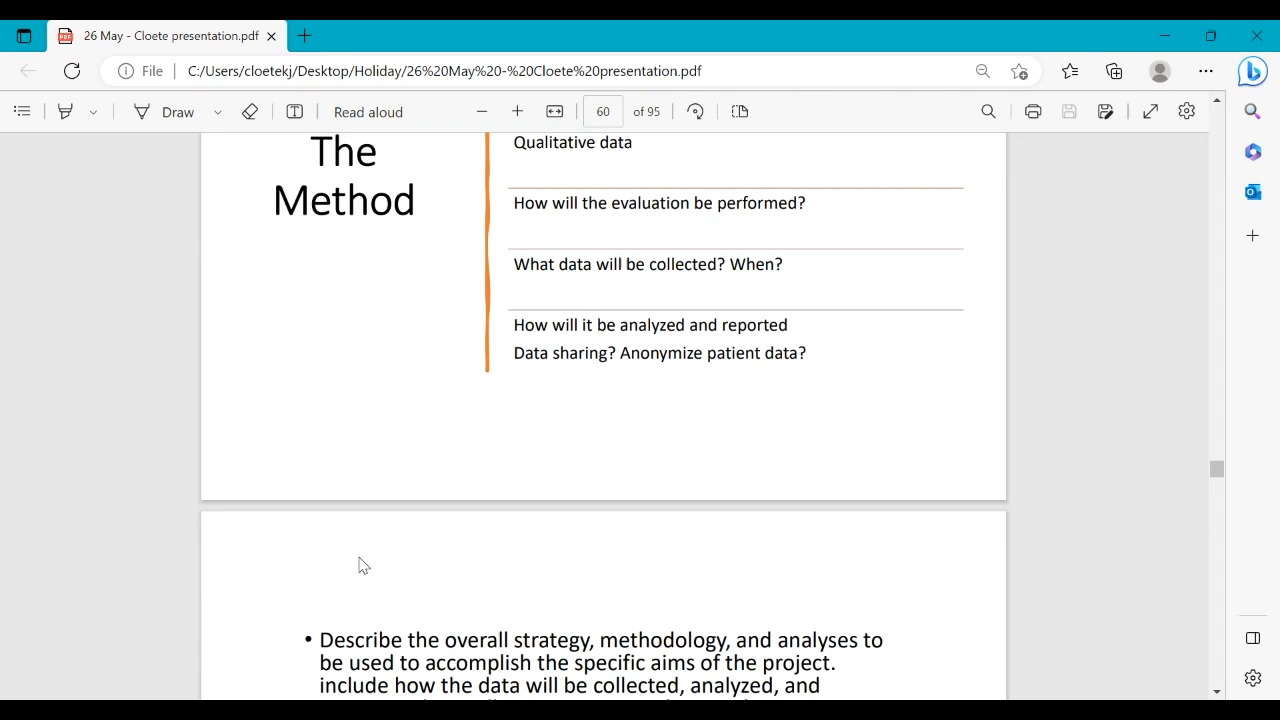 26 May - Cloete presentation.pdf
File
C:/Users/cloetekj/Desktop/Holiday/26%20May%20-%20Cloete%20presentation.pdf
Draw
Read aloud
60
of 95
The
Method
Qualitative data
How will the evaluation be performed?
What data will be collected? When?
How will it be analyzed and reported
Data sharing? Anonymize patient data?
• Describe the overall strategy, methodology, and analyses to
be used to accomplish the specific aims of the project.
include how the data will be collected, analyzed, and